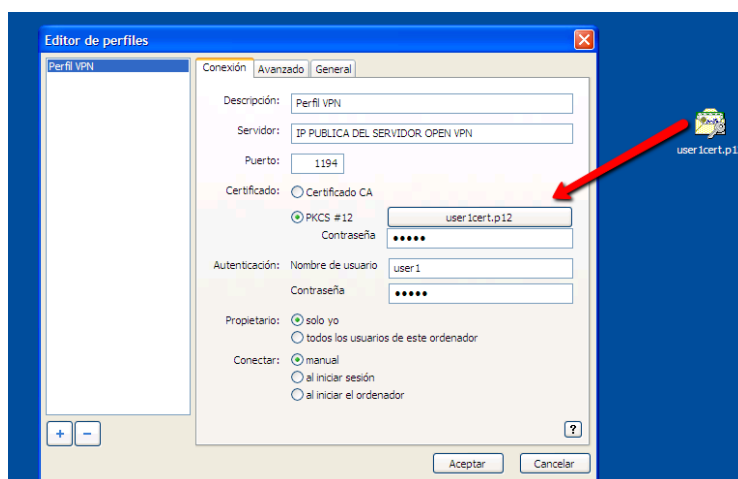 Editor de perfiles
Perfil VPN
Conexión Avanzado General
Descripción: Perfil VPN
Servidor: IP PUBLICA DEL SERVIDOR OPEN VPN
Puerto: 1194
Certificado: Certificado CA
PKCS #12 user1cert.p12
Contraseña •••••
Autenticación: Nombre de usuario user1
Contraseña •••••
Propietario: solo yo
todos los usuarios de este ordenador
Conectar: manual
al iniciar sesión
al iniciar el ordenador
+ - ?
Aceptar Cancelar
user1cert.p1